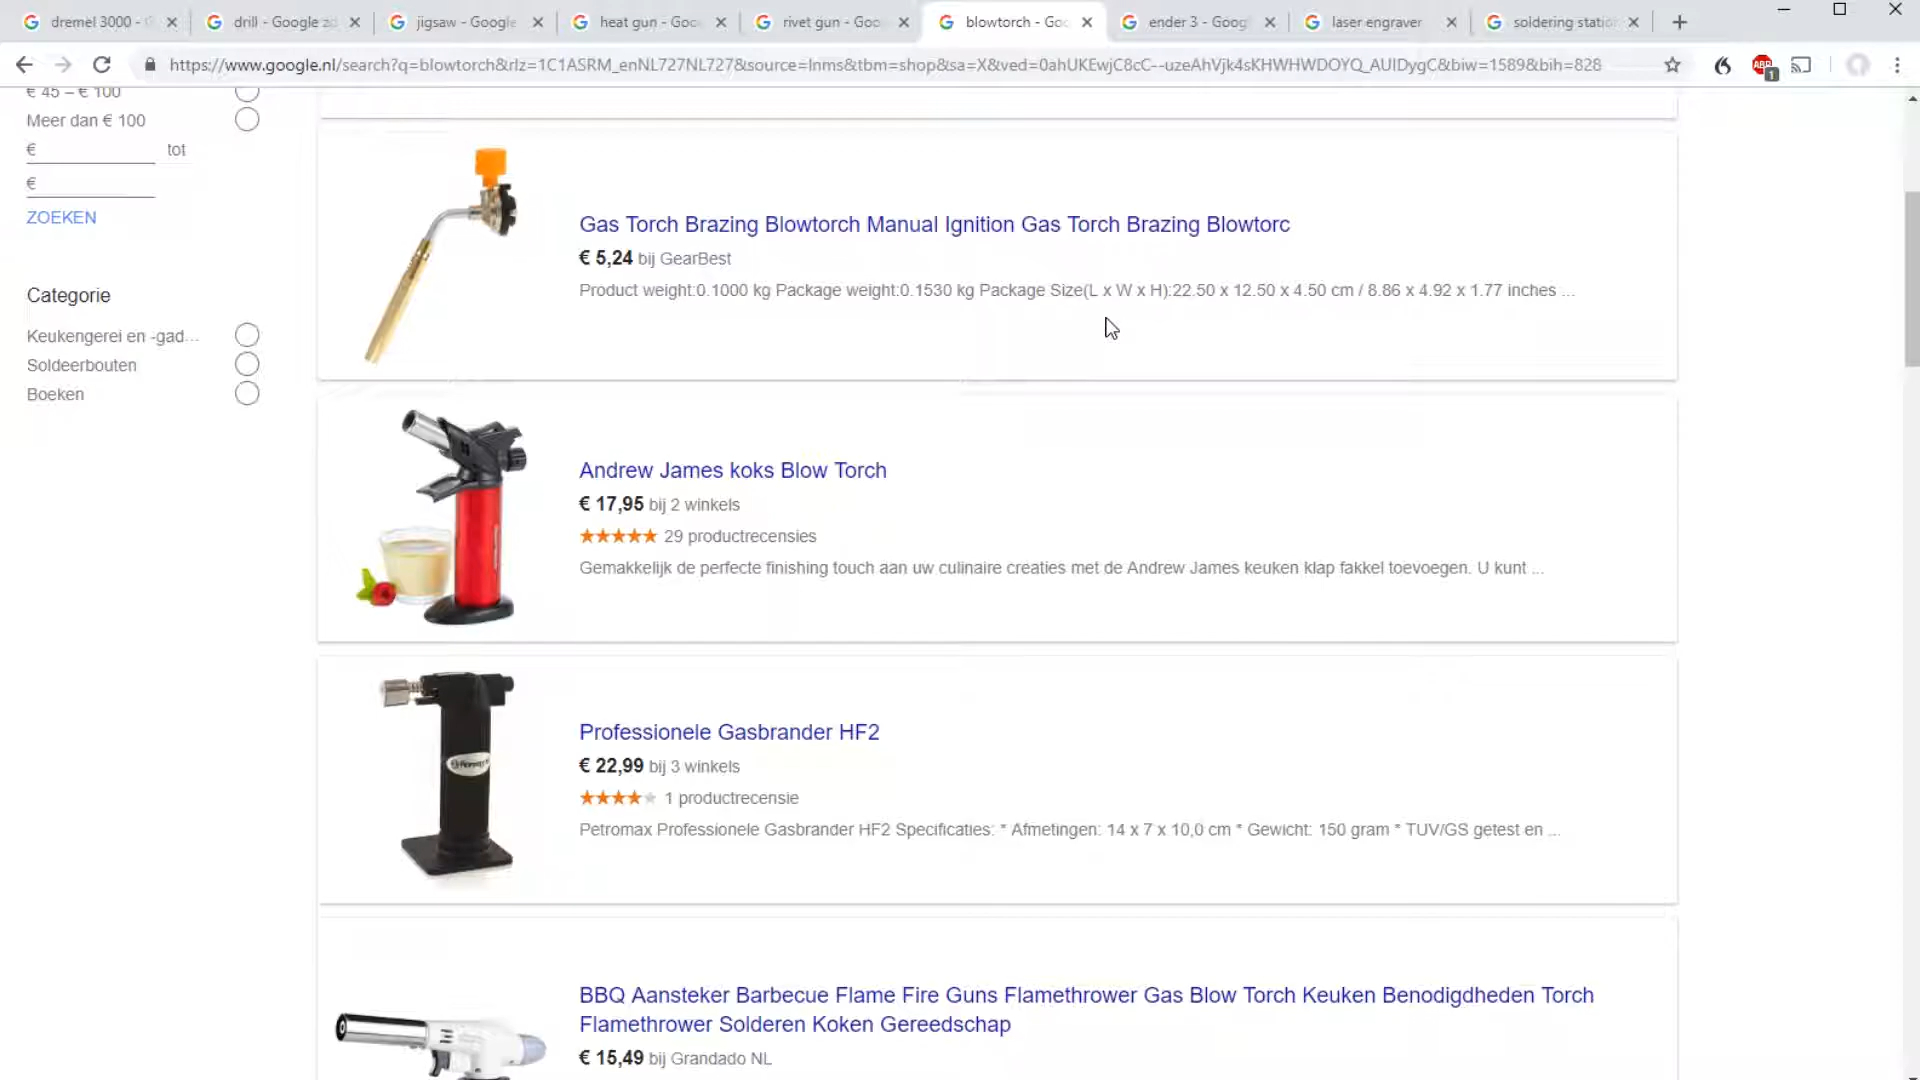 dremel 3000 -
drill - Google zo
jigsaw - Google
heat gun - Goo
rivet gun - Goo
blowtorch - Go
ender 3 - Goog
laser engraver
soldering statio
https://www.google.nl/search?q=blowtorch&rlz=1C1ASRM_enNL727NL727&source=lnms&tbm=shop&sa=X&ved=0ahUKEwjC8cC--uzeAhVjk4sKHWHWDOYQ_AUIDygC&biw=1589&bih=828
ABP
1
€ 45 – € 100
Meer dan € 100
€ tot
€
ZOEKEN
Categorie
Keukengerei en -gad...
Soldeerbouten
Boeken
Gas Torch Brazing Blowtorch Manual Ignition Gas Torch Brazing Blowtorc
€ 5,24 bij GearBest
Product weight:0.1000 kg Package weight:0.1530 kg Package Size(L x W x H):22.50 x 12.50 x 4.50 cm / 8.86 x 4.92 x 1.77 inches ...
Andrew James koks Blow Torch
€ 17,95 bij 2 winkels
29 productrecensies
Gemakkelijk de perfecte finishing touch aan uw culinaire creaties met de Andrew James keuken klap fakkel toevoegen. U kunt ...
Professionele Gasbrander HF2
€ 22,99 bij 3 winkels
1 productrecensie
Petromax Professionele Gasbrander HF2 Specificaties: * Afmetingen: 14 x 7 x 10,0 cm * Gewicht: 150 gram * TUV/GS getest en ...
BBQ Aansteker Barbecue Flame Fire Guns Flamethrower Gas Blow Torch Keuken Benodigdheden Torch
Flamethrower Solderen Koken Gereedschap
€ 15,49 bij Grandado NL